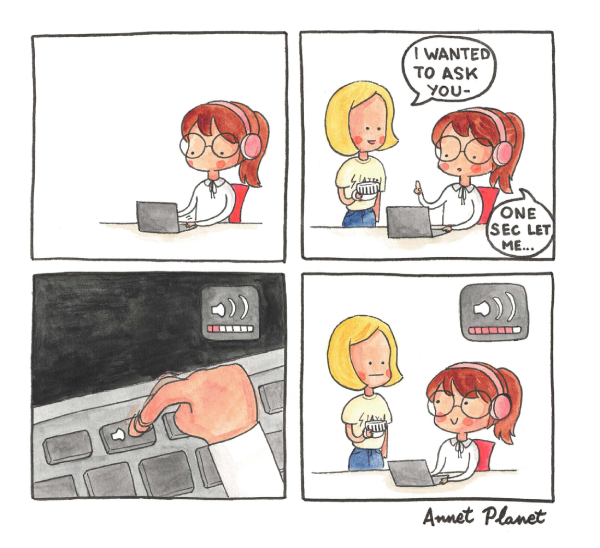 I WANTED
TO ASK
YOU-
ONE
SEC LET
ME...
Annet Planet